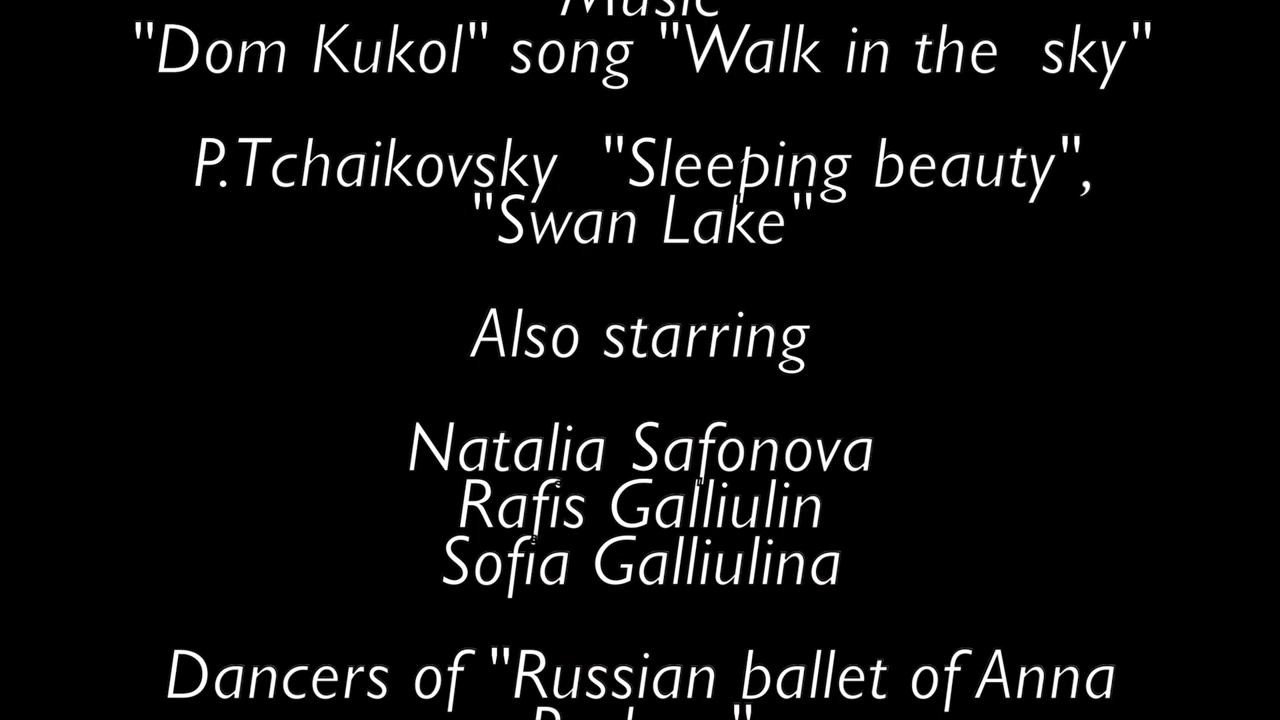 Music
"Dom Kukol" song "Walk in the sky"
P.Tchaikovsky "Sleeping beauty",
"Swan Lake"
Also starring
Natalia Safonova
Rafis Galliulin
Sofia Galliulina
Dancers of "Russian ballet of Anna